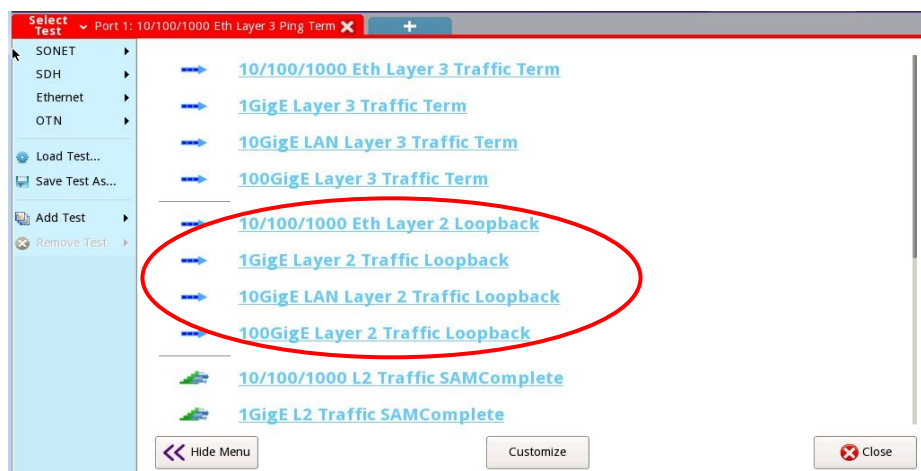 Select Test
Port 1: 10/100/1000 Eth Layer 3 Ping Term
SONET
SDH
Ethernet
OTN
Load Test...
Save Test As...
Add Test
Remove Test
10/100/1000 Eth Layer 3 Traffic Term
1GigE Layer 3 Traffic Term
10GigE LAN Layer 3 Traffic Term
100GigE Layer 3 Traffic Term
10/100/1000 Eth Layer 2 Loopback
1GigE Layer 2 Traffic Loopback
10GigE LAN Layer 2 Traffic Loopback
100GigE Layer 2 Traffic Loopback
10/100/1000 L2 Traffic SAMComplete
1GigE L2 Traffic SAMComplete
Hide Menu
Customize
Close